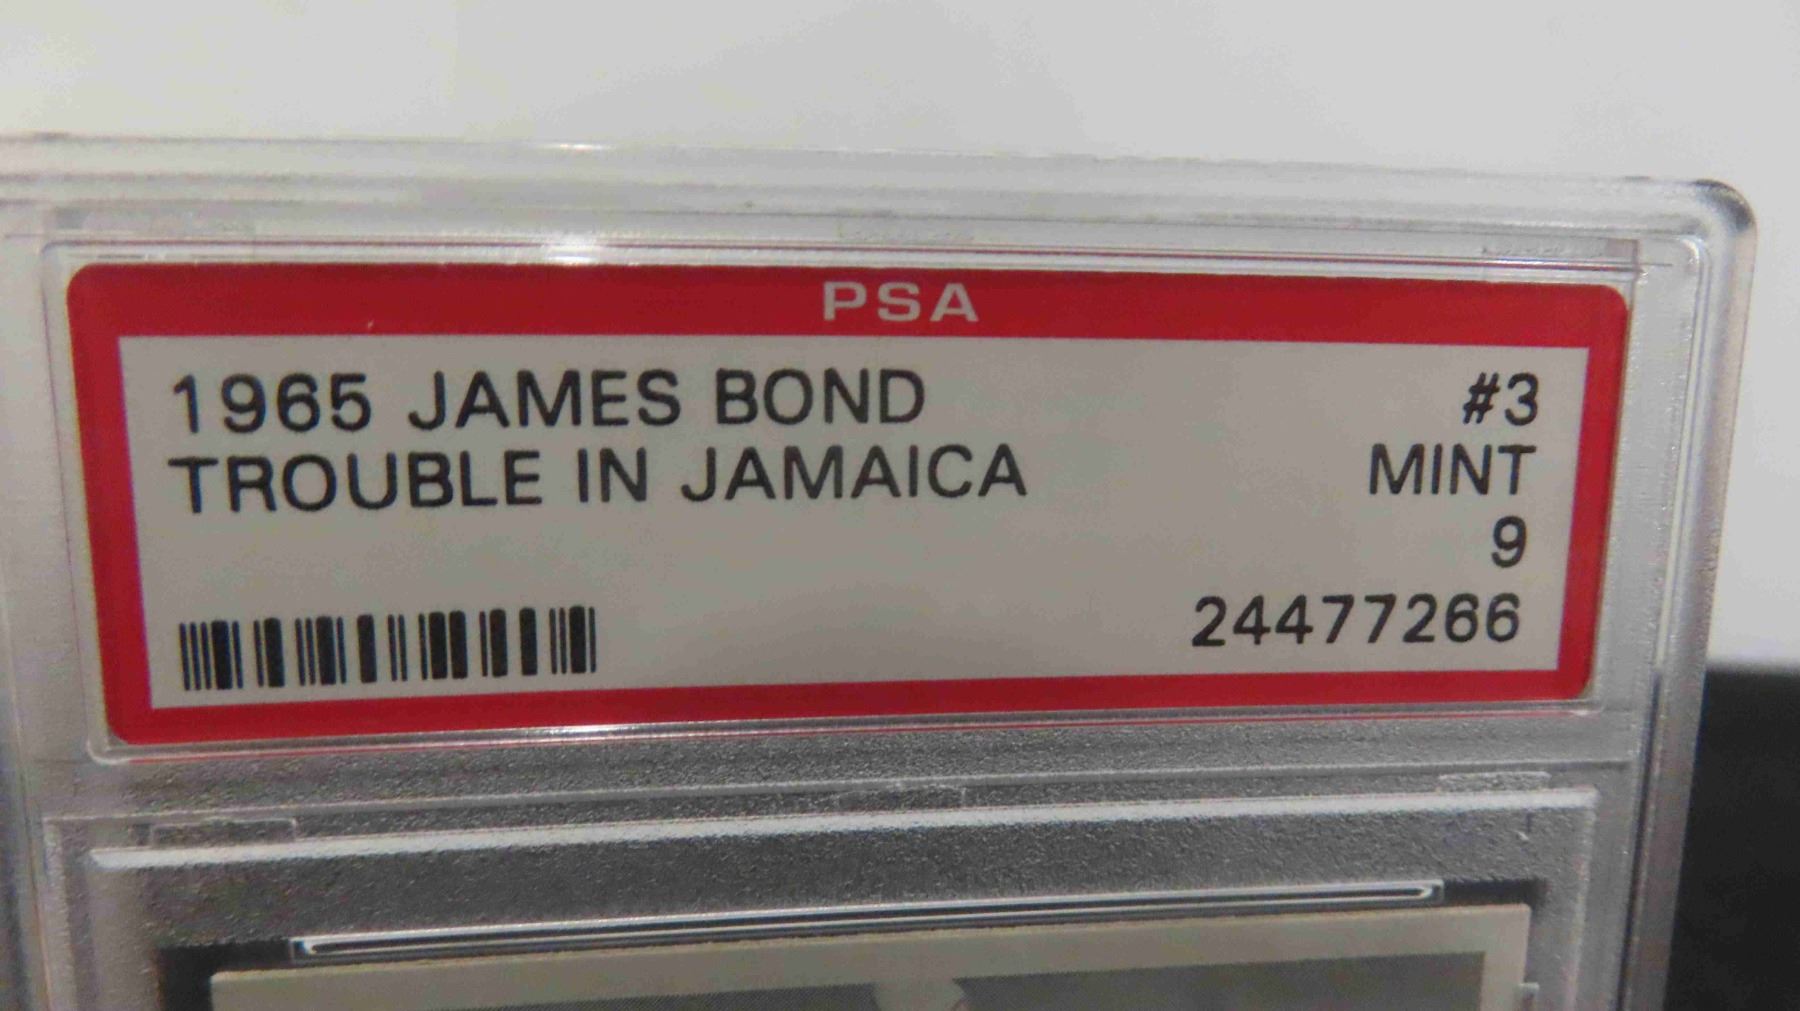 PSA
1965 JAMES BOND #3
TROUBLE IN JAMAICA MINT
9
24477266